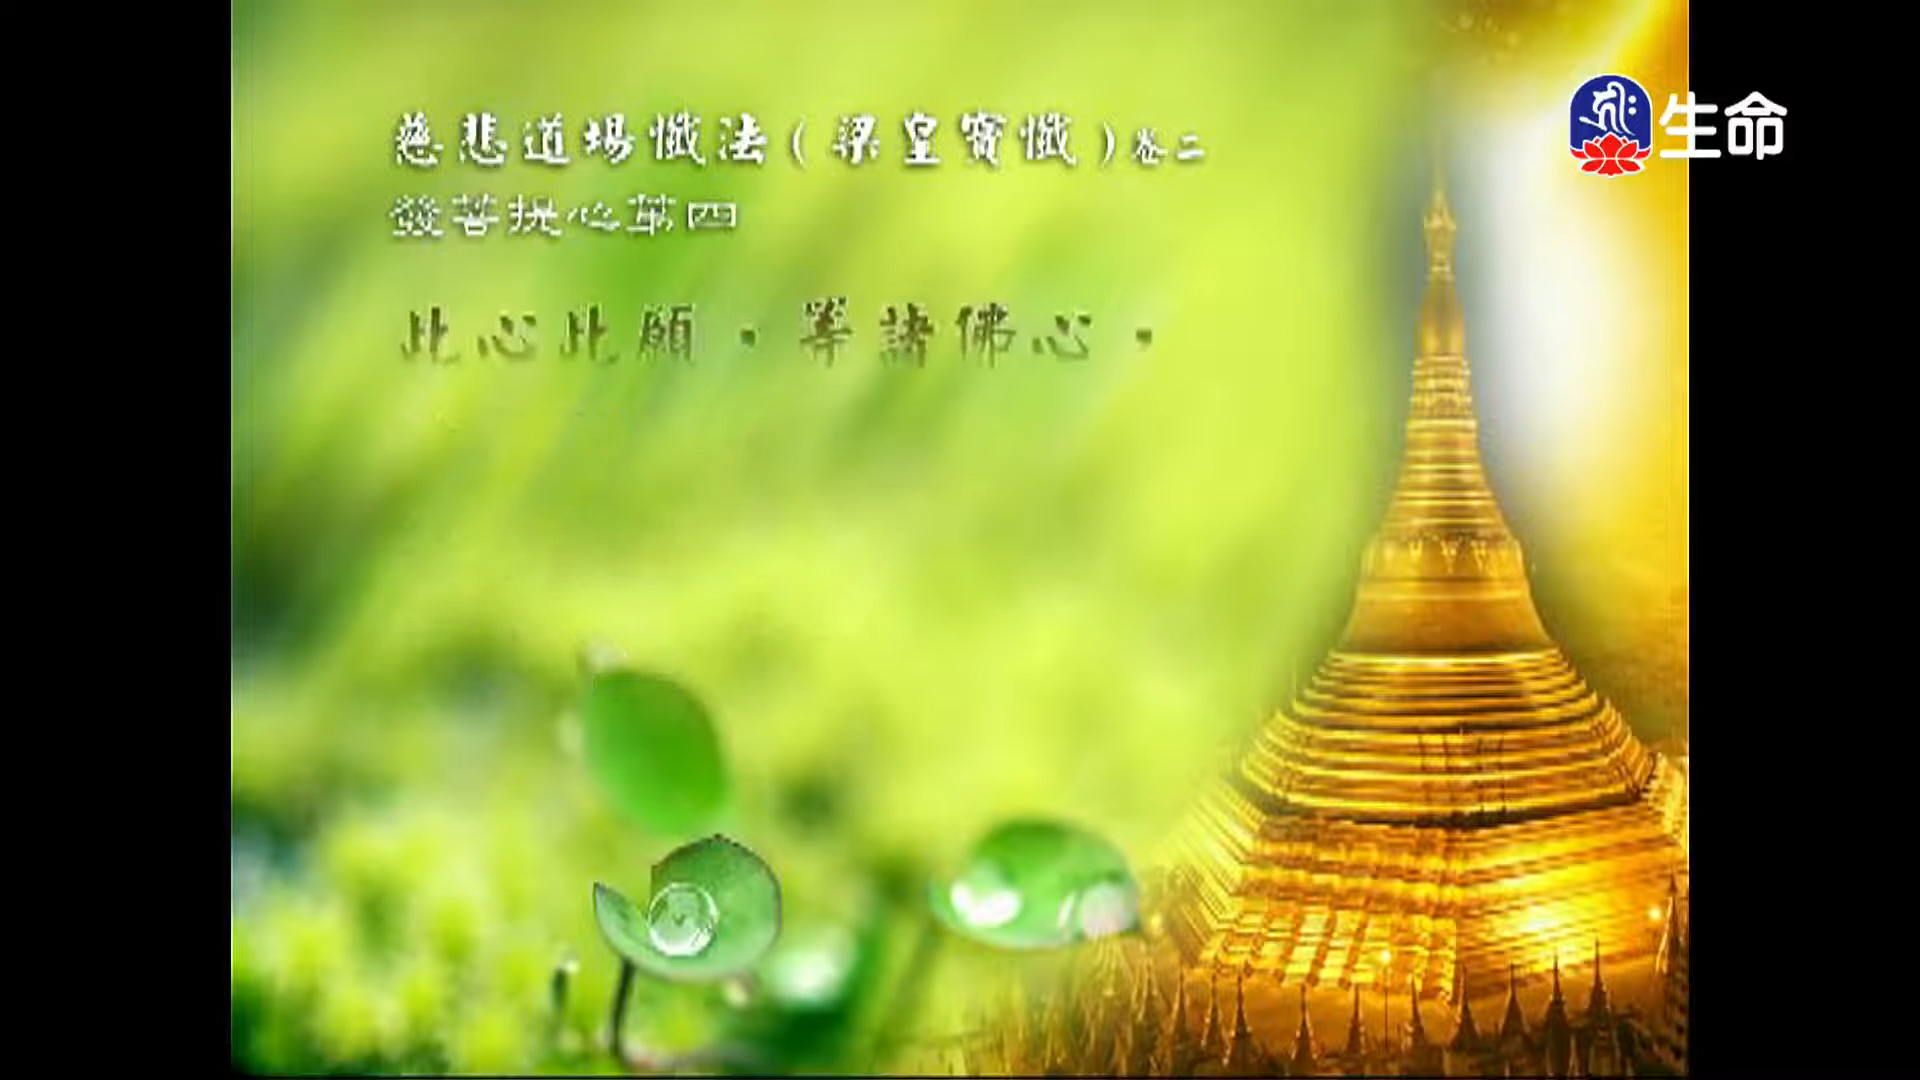 慈悲道場懺法(梁皇寶懺)卷二
發菩提心第四
此心此願，等諸佛心，
生命